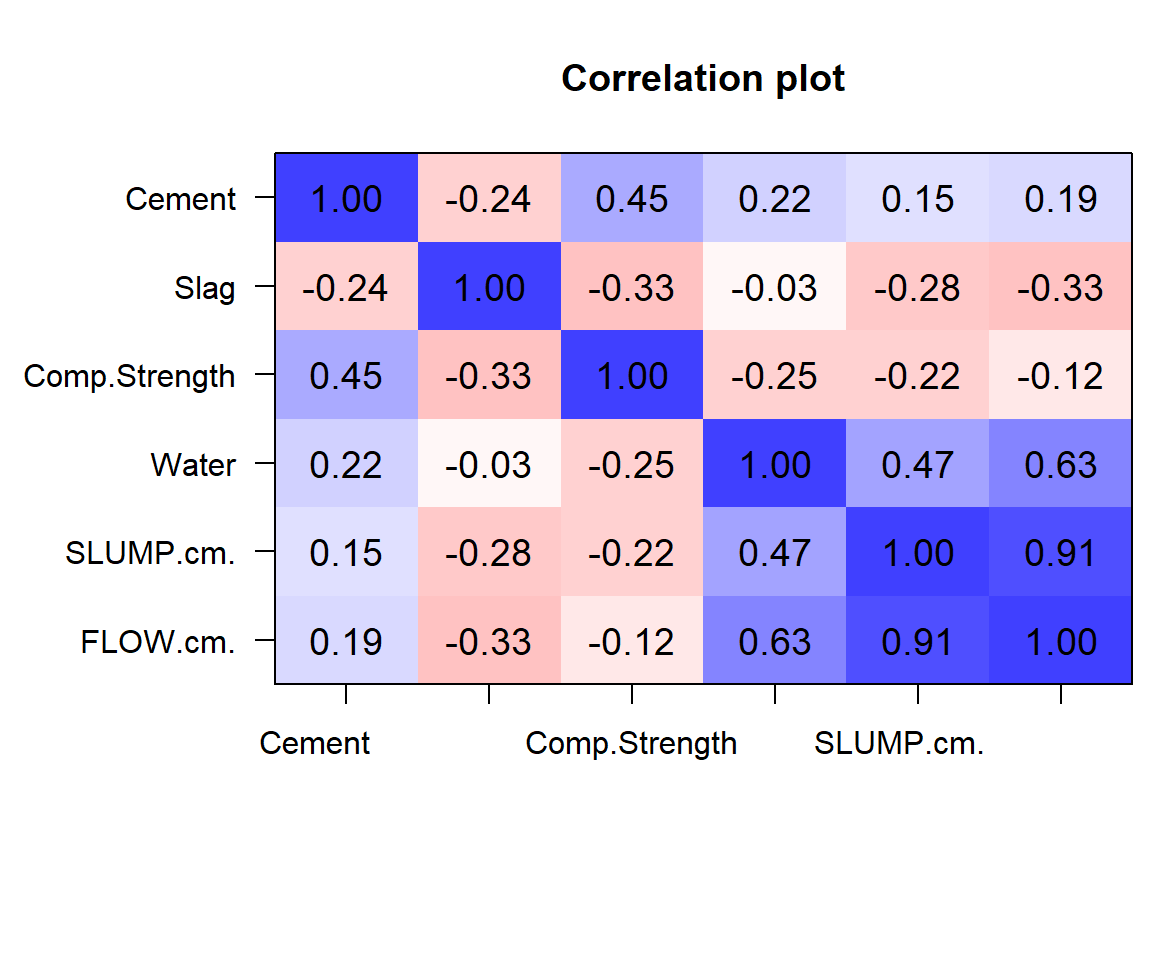 Correlation plot
Cement 1.00 -0.24 0.45 0.22 0.15 0.19
Slag -0.24 1.00 -0.33 -0.03 -0.28 -0.33
Comp.Strength 0.45 -0.33 1.00 -0.25 -0.22 -0.12
Water 0.22 -0.03 -0.25 1.00 0.47 0.63
SLUMP.cm. 0.15 -0.28 -0.22 0.47 1.00 0.91
FLOW.cm. 0.19 -0.33 -0.12 0.63 0.91 1.00
Cement Comp.Strength SLUMP.cm.